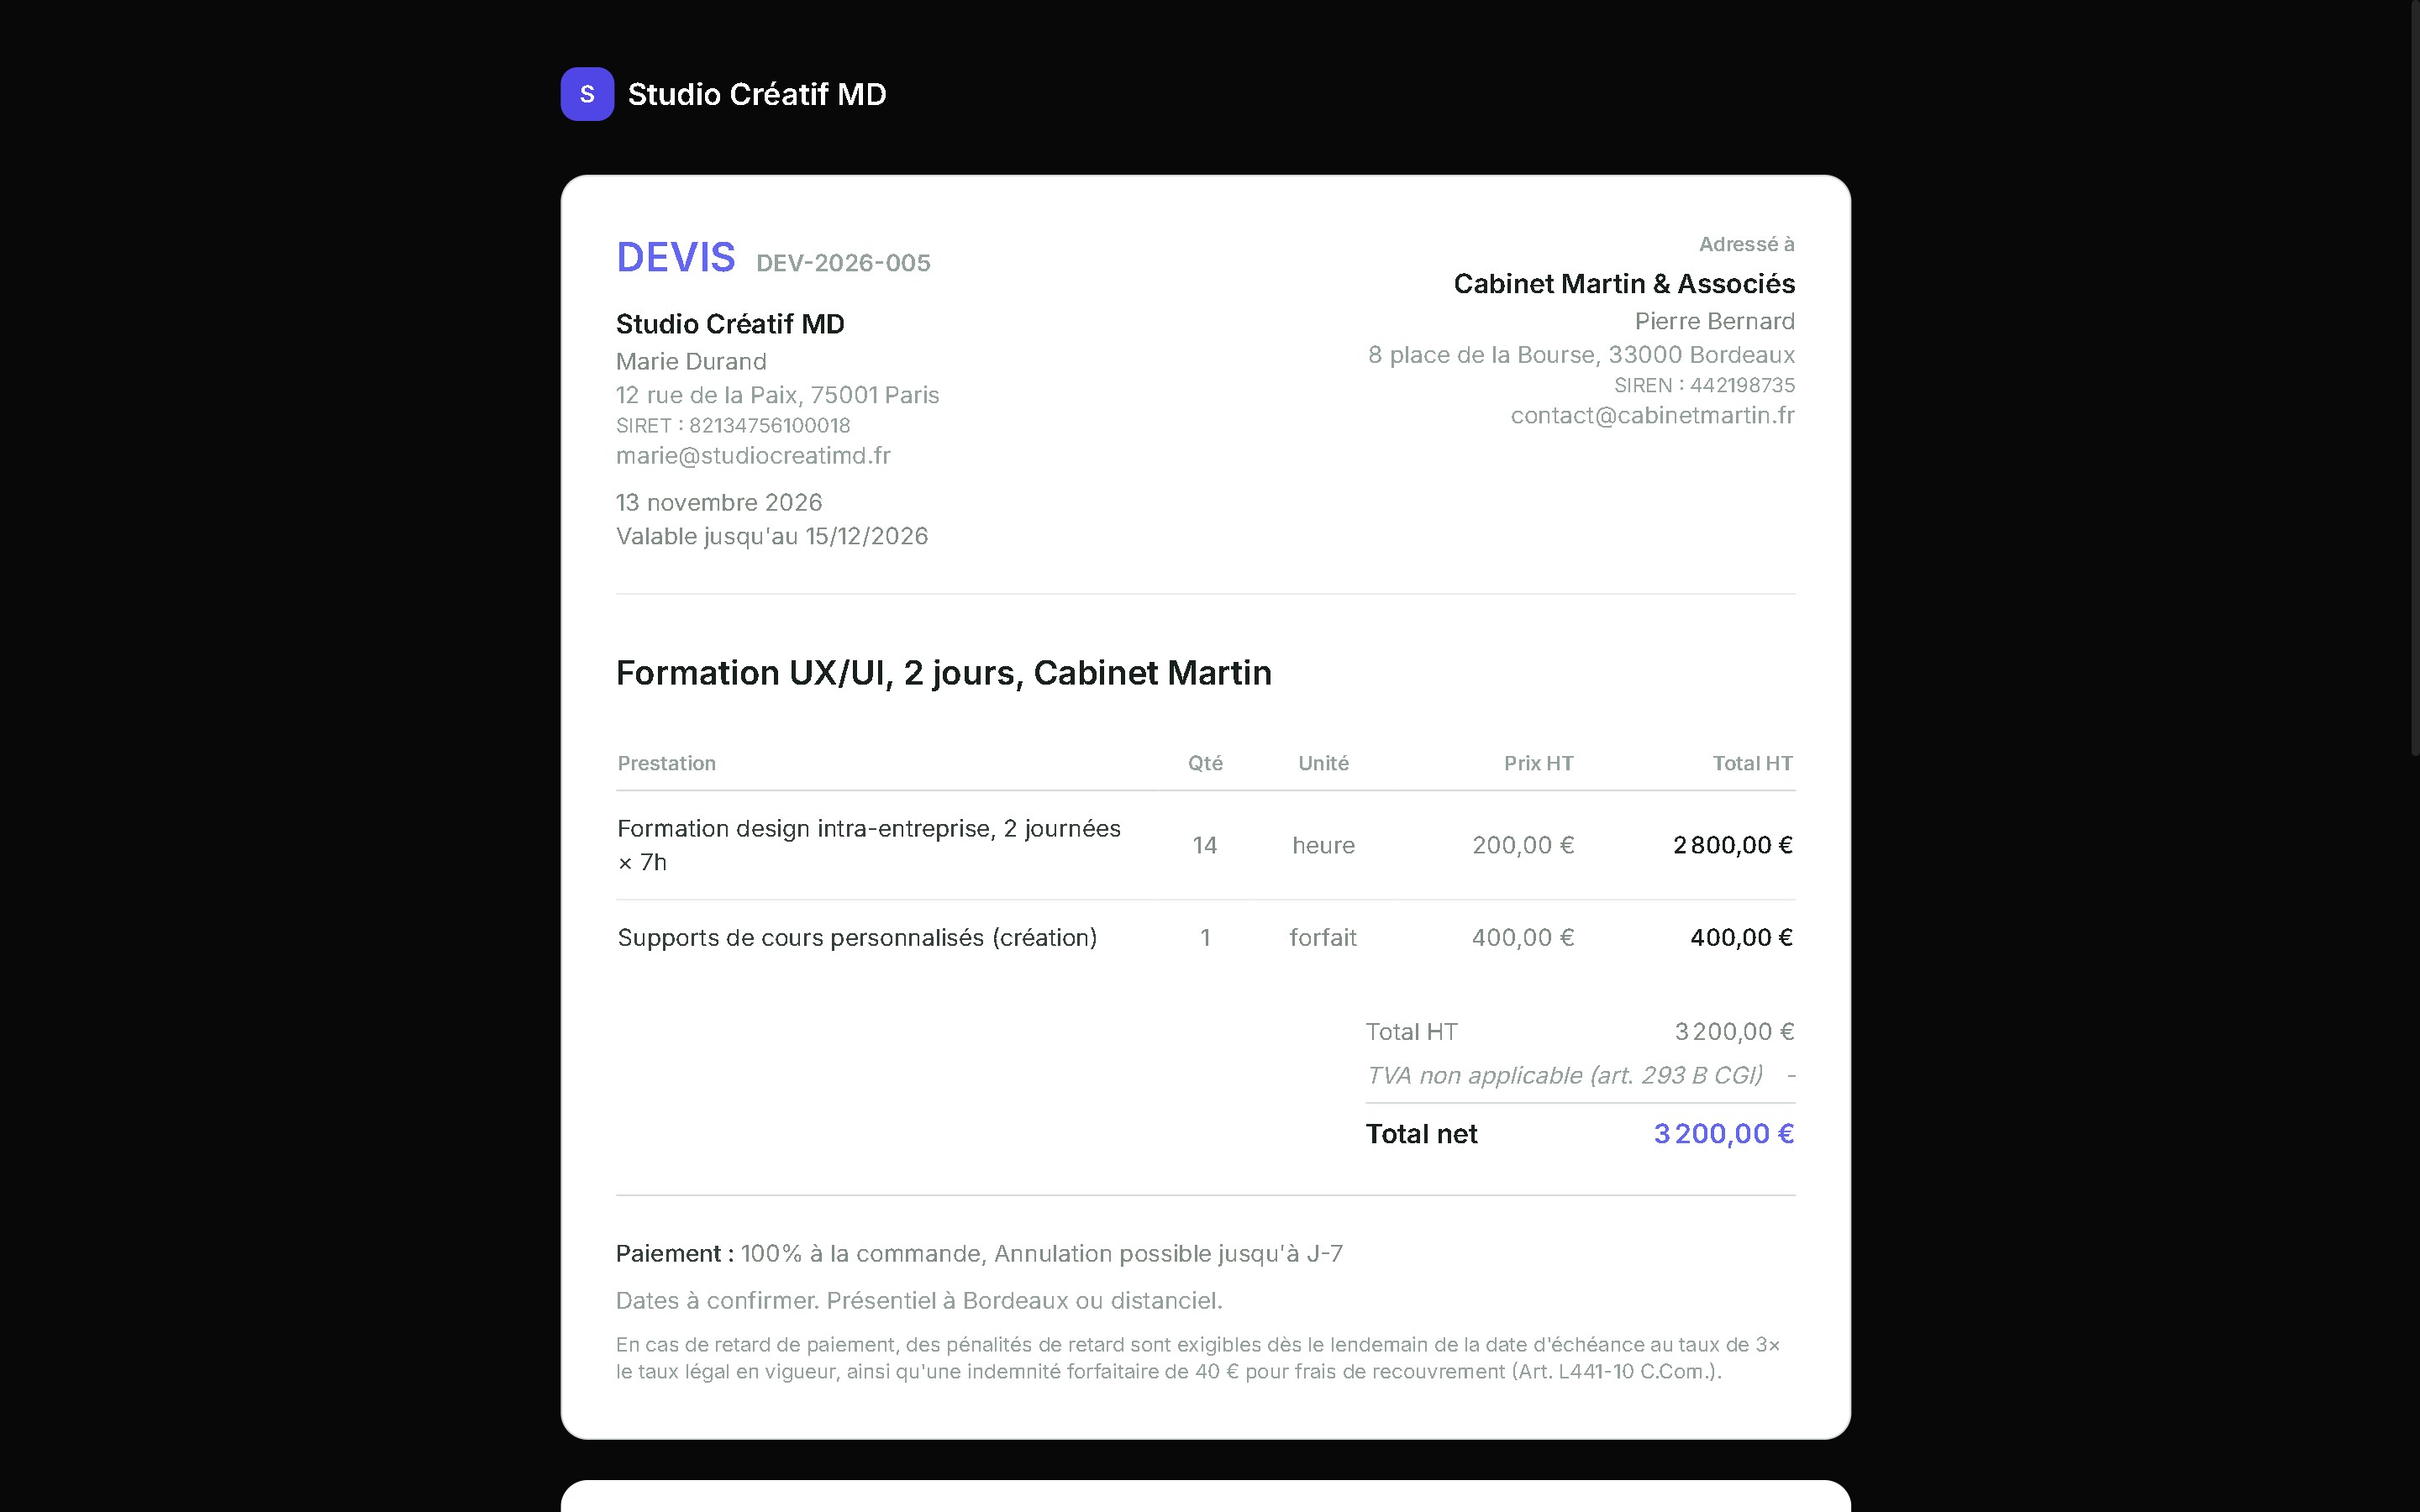 S
Studio Créatif MD
DEVIS DEV-2026-005
Studio Créatif MD
Marie Durand
12 rue de la Paix, 75001 Paris
SIRET : 82134756100018
marie@studiocreatimd.fr
13 novembre 2026
Valable jusqu'au 15/12/2026
Adressé à
Cabinet Martin & Associés
Pierre Bernard
8 place de la Bourse, 33000 Bordeaux
SIREN : 442198735
contact@cabinetmartin.fr
Formation UX/UI, 2 jours, Cabinet Martin
Prestation Qté Unité Prix HT Total HT
Formation design intra-entreprise, 2 journées
× 7h
14 heure 200,00 € 2 800,00 €
Supports de cours personnalisés (création) 1 forfait 400,00 € 400,00 €
Total HT 3 200,00 €
TVA non applicable (art. 293 B CGI) -
Total net 3 200,00 €
Paiement : 100% à la commande, Annulation possible jusqu'à J-7
Dates à confirmer. Présentiel à Bordeaux ou distanciel.
En cas de retard de paiement, des pénalités de retard sont exigibles dès le lendemain de la date d'échéance au taux de 3×
le taux légal en vigueur, ainsi qu'une indemnité forfaitaire de 40 € pour frais de recouvrement (Art. L441-10 C.Com.).